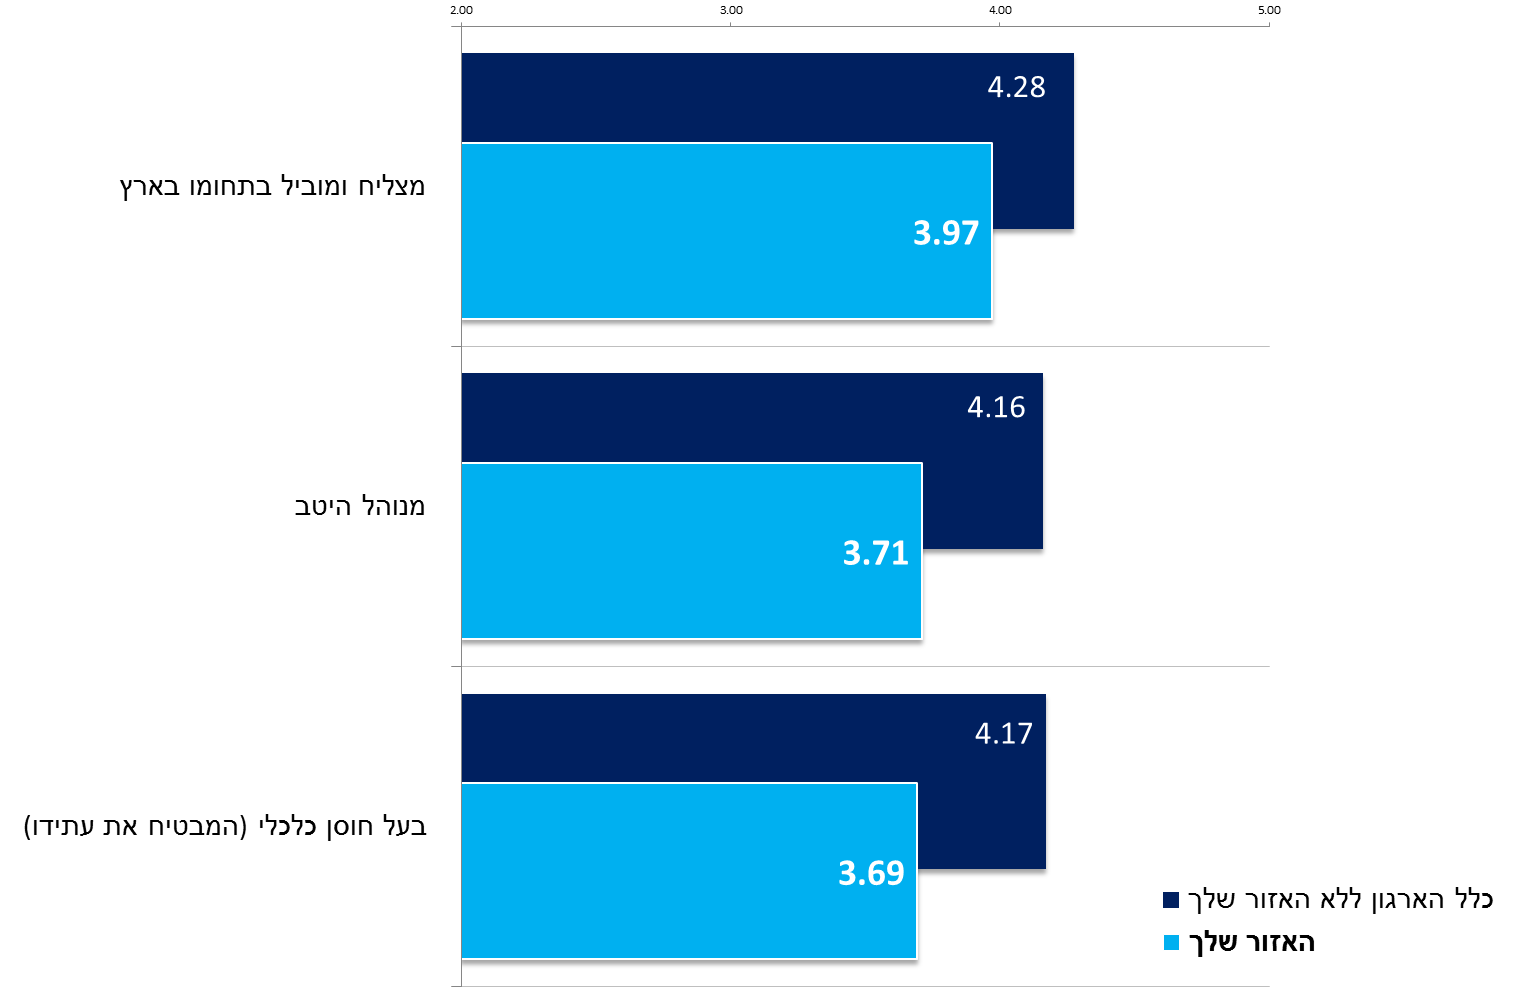 2.00 3.00 4.00 5.00
4.28
מצליח ומוביל בתחומו בארץ
3.97
4.16
מנוהל היטב
3.71
4.17
בעל חוסן כלכלי (המבטיח את עתידו)
3.69
כלל הארגון ללא האזור שלך
האזור שלך